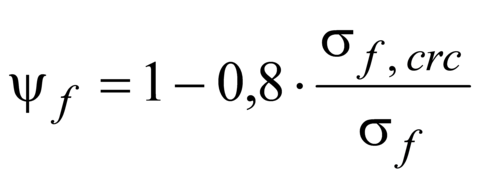 ψ_f = 1 − 0,8 · σ_{f,crc} / σ_f